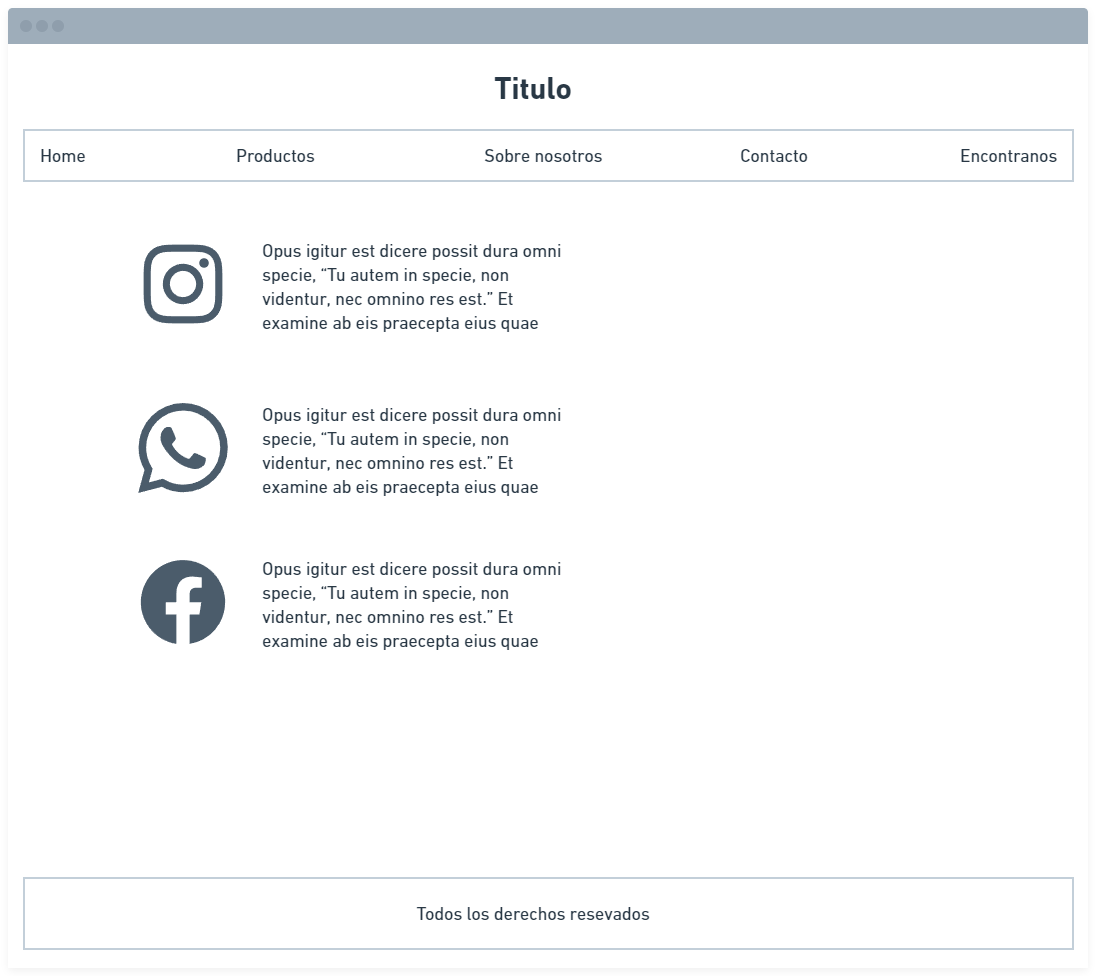 Titulo
Home Productos Sobre nosotros Contacto Encontranos
Opus igitur est dicere possit dura omni
specie, “Tu autem in specie, non
videntur, nec omnino res est.” Et
examine ab eis praecepta eius quae
Opus igitur est dicere possit dura omni
specie, “Tu autem in specie, non
videntur, nec omnino res est.” Et
examine ab eis praecepta eius quae
Opus igitur est dicere possit dura omni
specie, “Tu autem in specie, non
videntur, nec omnino res est.” Et
examine ab eis praecepta eius quae
Todos los derechos resevados